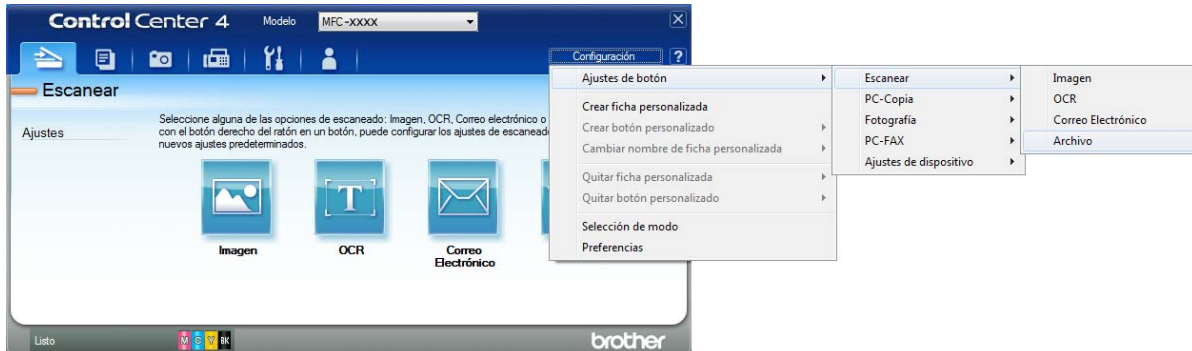 Control Center 4 Modelo MFC-XXXX
Configuración ?
Escanear
Ajustes
Seleccione alguna de las opciones de escaneado: Imagen, OCR, Correo electrónico o
con el botón derecho del ratón en un botón, puede configurar los ajustes de escaneado
nuevos ajustes predeterminados.
Imagen
OCR
Correo
Electrónico
Ajustes de botón
Crear ficha personalizada
Crear botón personalizado
Cambiar nombre de ficha personalizada
Quitar ficha personalizada
Quitar botón personalizado
Selección de modo
Preferencias
Escanear
PC-Copia
Fotografía
PC-FAX
Ajustes de dispositivo
Imagen
OCR
Correo Electrónico
Archivo
Listo M C Y BK brother